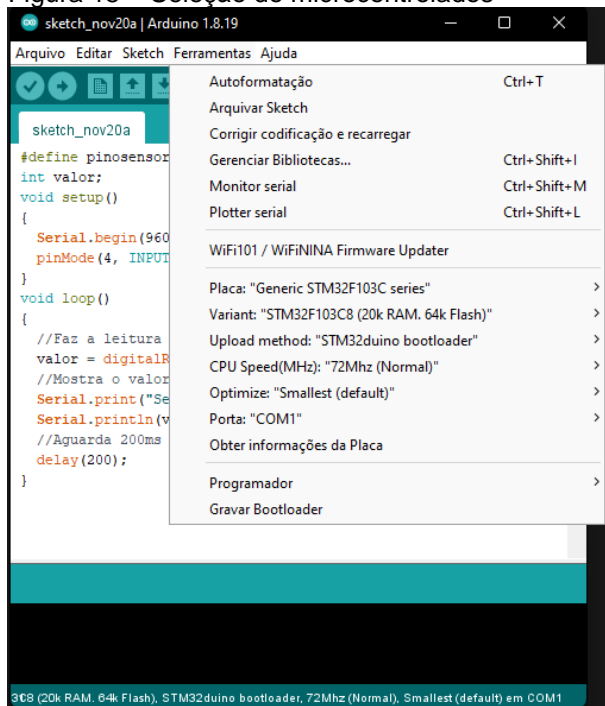 sketch_nov20a | Arduino 1.8.19
Arquivo Editar Sketch Ferramentas Ajuda
sketch_nov20a
#define pinosensor
int valor;
void setup()
{
Serial.begin(960
pinMode(4, INPUT
}
void loop()
{
//Faz a leitura
valor = digitalR
//Mostra o valor
Serial.print("Se
Serial.println(v
//Aguarda 200ms
delay(200);
}
Autoformatação Ctrl+T
Arquivar Sketch
Corrigir codificação e recarregar
Gerenciar Bibliotecas... Ctrl+Shift+I
Monitor serial Ctrl+Shift+M
Plotter serial Ctrl+Shift+L
WiFi101 / WiFiNINA Firmware Updater
Placa: "Generic STM32F103C series"
Variant: "STM32F103C8 (20k RAM. 64k Flash)"
Upload method: "STM32duino bootloader"
CPU Speed(MHz): "72Mhz (Normal)"
Optimize: "Smallest (default)"
Porta: "COM1"
Obter informações da Placa
Programador
Gravar Bootloader
C8 (20k RAM. 64k Flash), STM32duino bootloader, 72Mhz (Normal), Smallest (default) em COM1